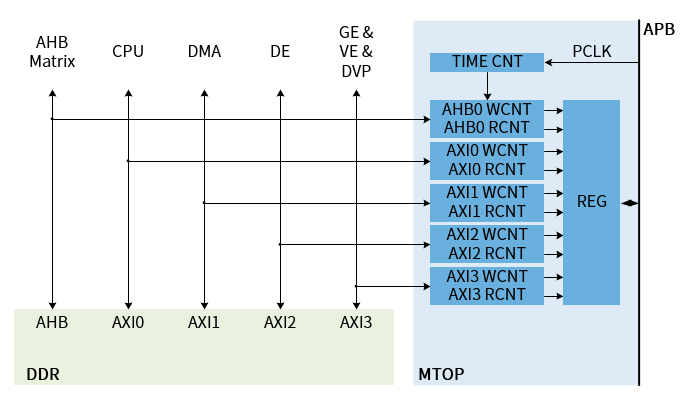 AHB
Matrix
CPU
DMA
DE
GE &
VE &
DVP
APB
TIME CNT
PCLK
AHB0 WCNT
AHB0 RCNT
AXI0 WCNT
AXI0 RCNT
AXI1 WCNT
AXI1 RCNT
AXI2 WCNT
AXI2 RCNT
AXI3 WCNT
AXI3 RCNT
REG
AHB
AXI0
AXI1
AXI2
AXI3
DDR
MTOP